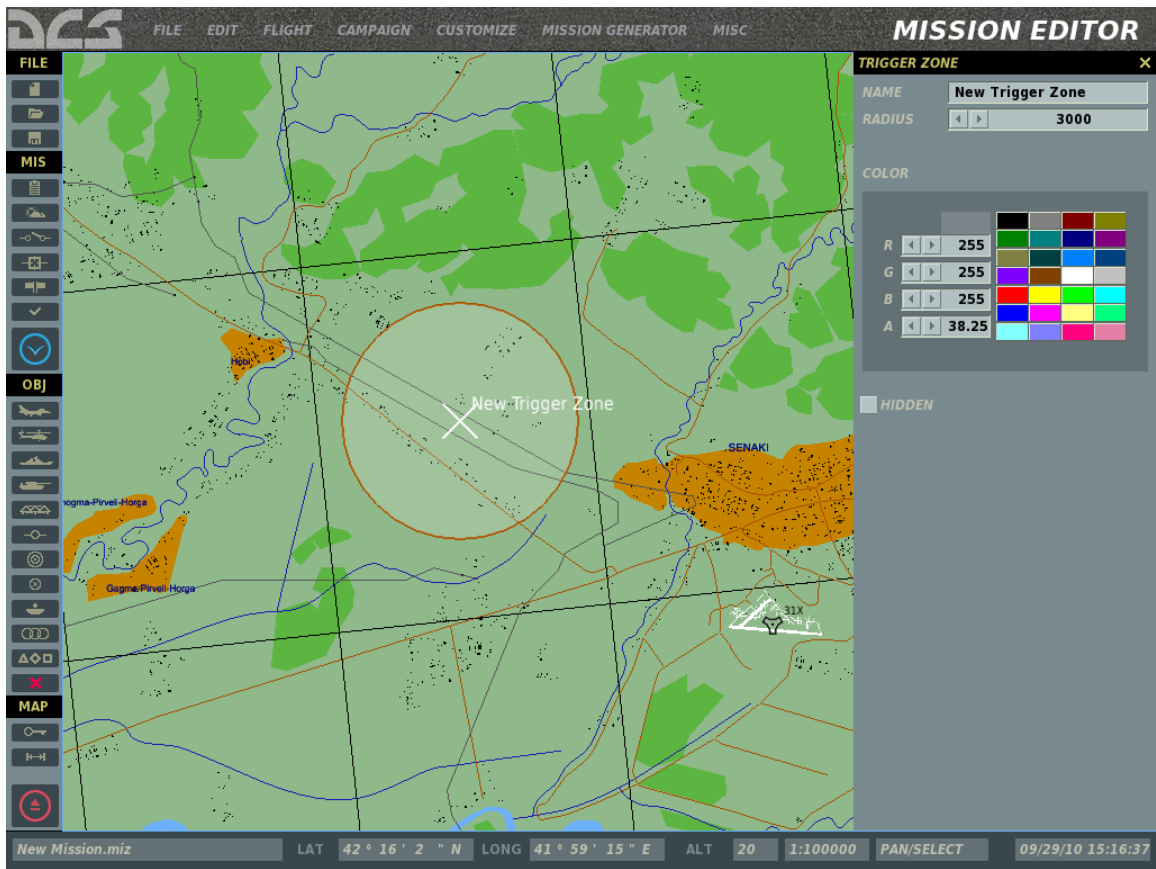 DCS FILE EDIT FLIGHT CAMPAIGN CUSTOMIZE MISSION GENERATOR MISC MISSION EDITOR
FILE
TRIGGER ZONE
NAME New Trigger Zone
RADIUS 3000
MIS
COLOR
R 255
G 255
B 255
A 38.25
Hobi
OBJ
New Trigger Zone
HIDDEN
SENAKI
nogma-Pirveli-Horga
Gagma-Pirveli-Horga
31X
MAP
New Mission.miz LAT 42 ° 16 ' 2 " N LONG 41 ° 59 ' 15 " E ALT 20 1:100000 PAN/SELECT 09/29/10 15:16:37